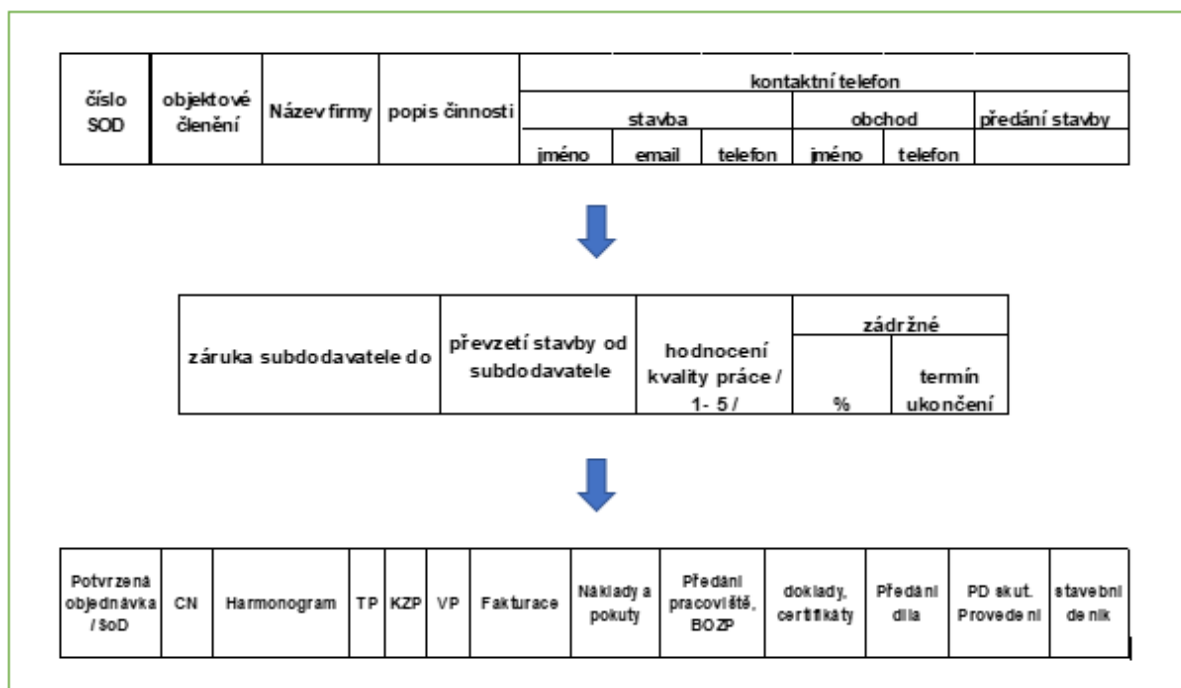 číslo
SOD
objektové
členění
Název firmy
popis činnosti
kontaktní telefon
stavba
obchod
předání stavby
jméno
email
telefon
jméno
telefon
záruka subdodavatele do
převzetí stavby od
subdodavatele
hodnocení
kvality práce /
1- 5 /
zádržné
%
termín
ukončení
Potvrzená
objednávka
/ SoD
CN
Harmonogram
TP
KZP
VP
Fakturace
Náklady a
pokuty
Předání
pracoviště,
BOZP
doklady,
certifikáty
Předání
díla
PD skut.
Provedení
stavební
deník